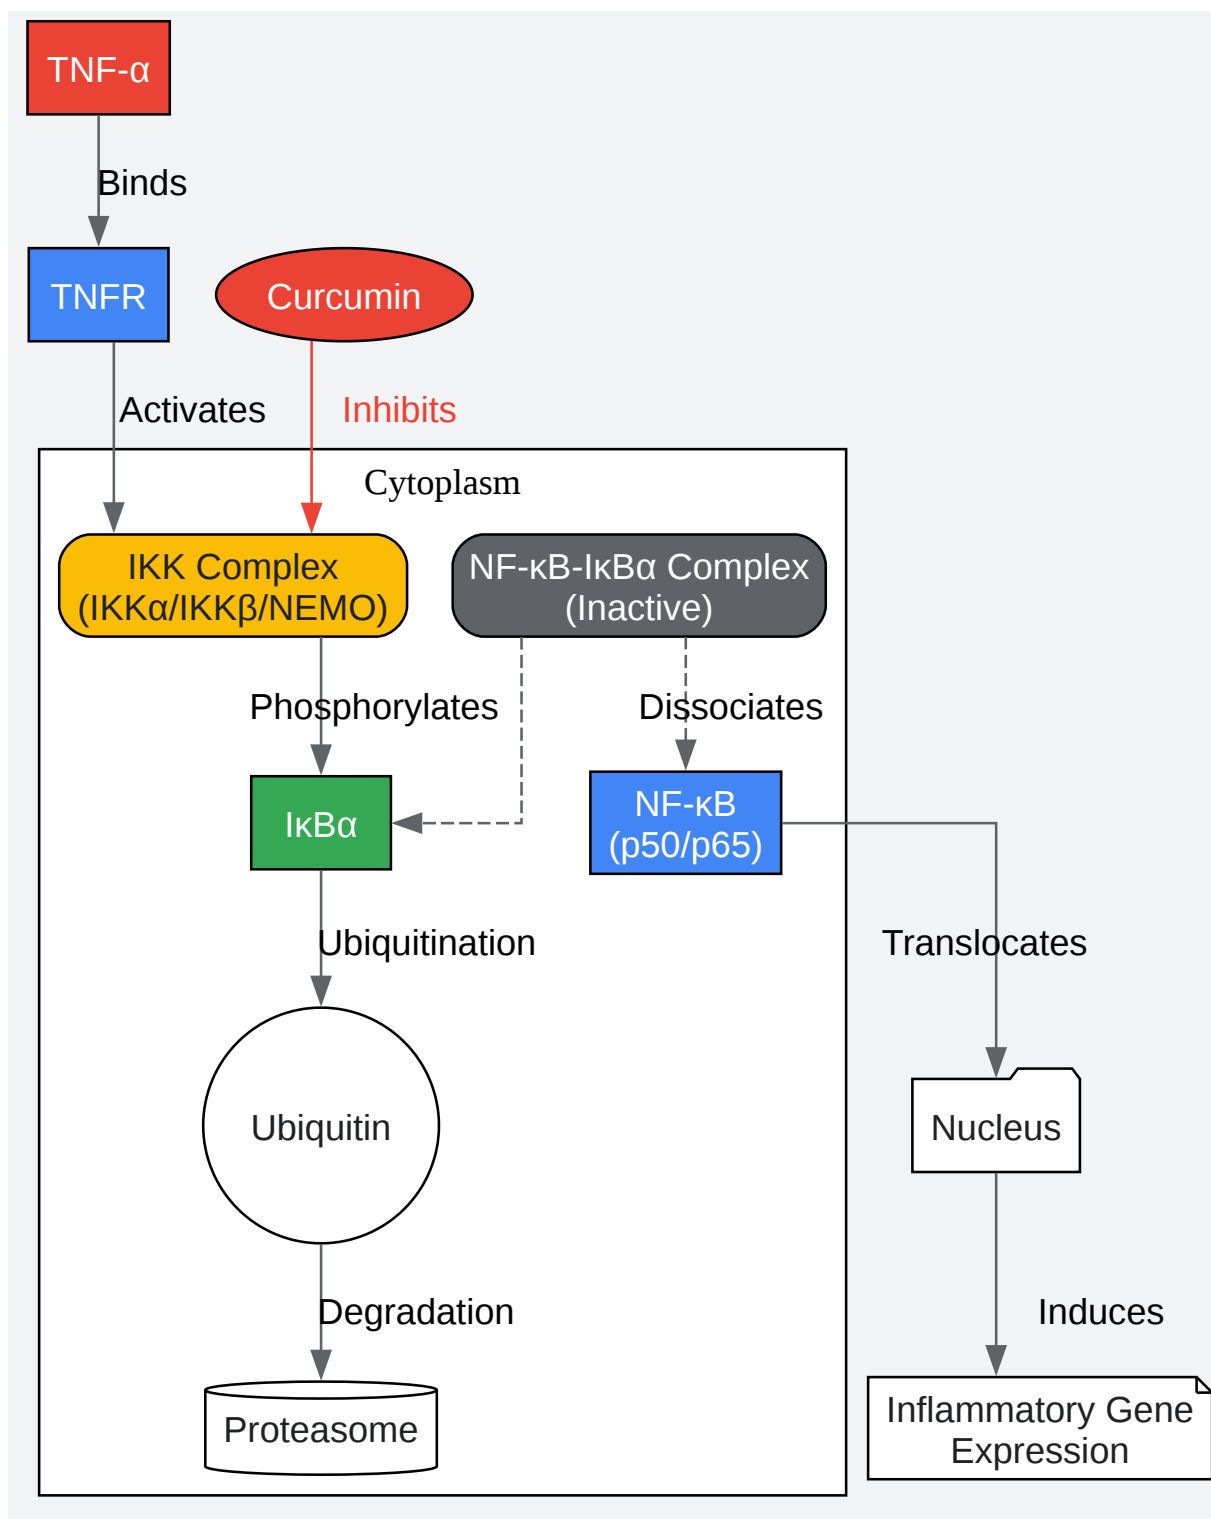 TNF-α
Binds
TNFR
Curcumin
Activates
Inhibits
Cytoplasm
IKK Complex
(IKKα/IKKβ/NEMO)
NF-κB-IκBα Complex
(Inactive)
Phosphorylates
Dissociates
IκBα
NF-κB
(p50/p65)
Ubiquitination
Translocates
Ubiquitin
Nucleus
Degradation
Induces
Proteasome
Inflammatory Gene
Expression